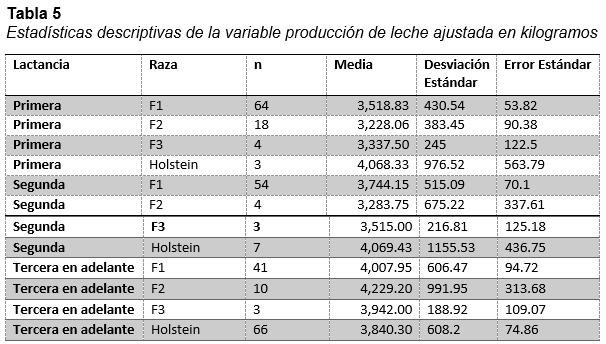 Tabla 5
Estadísticas descriptivas de la variable producción de leche ajustada en kilogramos
Lactancia Raza n Media Desviación Estándar Error Estándar
Primera F1 64 3,518.83 430.54 53.82
Primera F2 18 3,228.06 383.45 90.38
Primera F3 4 3,337.50 245 122.5
Primera Holstein 3 4,068.33 976.52 563.79
Segunda F1 54 3,744.15 515.09 70.1
Segunda F2 4 3,283.75 675.22 337.61
Segunda F3 3 3,515.00 216.81 125.18
Segunda Holstein 7 4,069.43 1155.53 436.75
Tercera en adelante F1 41 4,007.95 606.47 94.72
Tercera en adelante F2 10 4,229.20 991.95 313.68
Tercera en adelante F3 3 3,942.00 188.92 109.07
Tercera en adelante Holstein 66 3,840.30 608.2 74.86